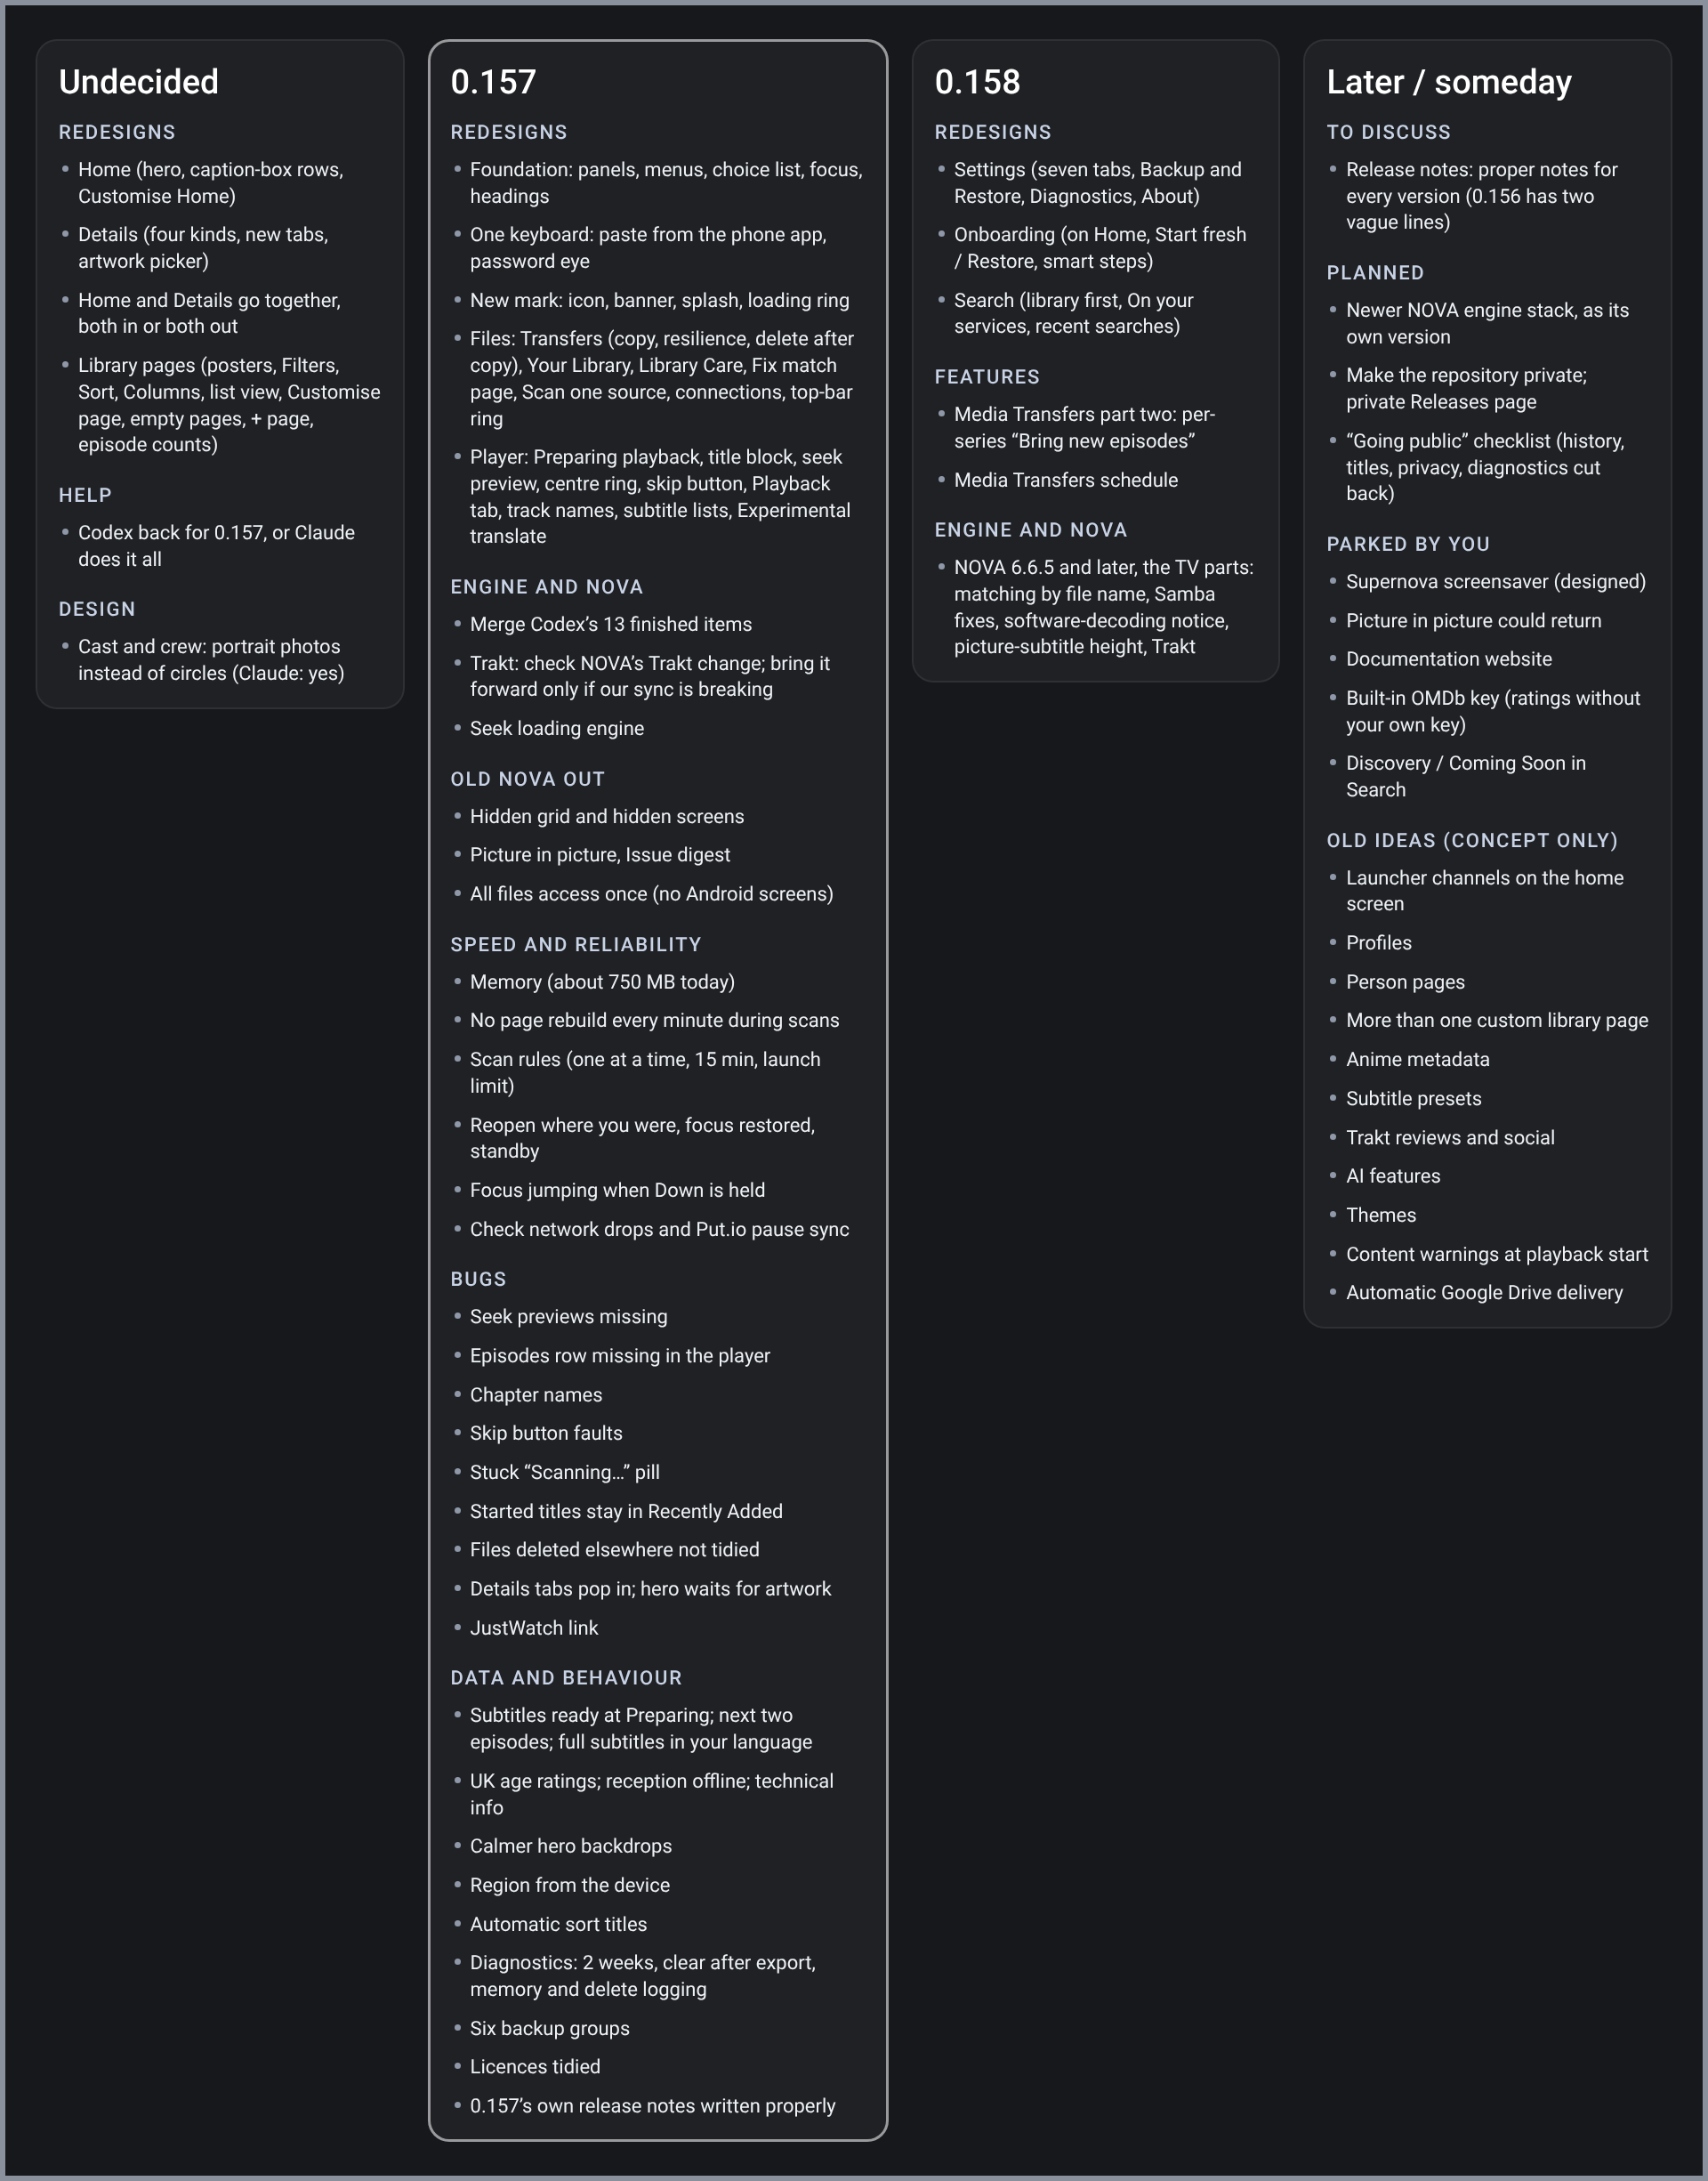 Undecided
REDESIGNS
• Home (hero, caption-box rows,
Customise Home)
• Details (four kinds, new tabs,
artwork picker)
• Home and Details go together,
both in or both out
• Library pages (posters, Filters,
Sort, Columns, list view, Customise
page, empty pages, + page,
episode counts)
HELP
• Codex back for 0.157, or Claude
does it all
DESIGN
• Cast and crew: portrait photos
instead of circles (Claude: yes)
0.157
REDESIGNS
• Foundation: panels, menus, choice list, focus,
headings
• One keyboard: paste from the phone app,
password eye
• New mark: icon, banner, splash, loading ring
• Files: Transfers (copy, resilience, delete after
copy), Your Library, Library Care, Fix match
page, Scan one source, connections, top-bar
ring
• Player: Preparing playback, title block, seek
preview, centre ring, skip button, Playback
tab, track names, subtitle lists, Experimental
translate
ENGINE AND NOVA
• Merge Codex’s 13 finished items
• Trakt: check NOVA’s Trakt change; bring it
forward only if our sync is breaking
• Seek loading engine
OLD NOVA OUT
• Hidden grid and hidden screens
• Picture in picture, Issue digest
• All files access once (no Android screens)
SPEED AND RELIABILITY
• Memory (about 750 MB today)
• No page rebuild every minute during scans
• Scan rules (one at a time, 15 min, launch
limit)
• Reopen where you were, focus restored,
standby
• Focus jumping when Down is held
• Check network drops and Put.io pause sync
BUGS
• Seek previews missing
• Episodes row missing in the player
• Chapter names
• Skip button faults
• Stuck “Scanning…” pill
• Started titles stay in Recently Added
• Files deleted elsewhere not tidied
• Details tabs pop in; hero waits for artwork
• JustWatch link
DATA AND BEHAVIOUR
• Subtitles ready at Preparing; next two
episodes; full subtitles in your language
• UK age ratings; reception offline; technical
info
• Calmer hero backdrops
• Region from the device
• Automatic sort titles
• Diagnostics: 2 weeks, clear after export,
memory and delete logging
• Six backup groups
• Licences tidied
• 0.157’s own release notes written properly
0.158
REDESIGNS
• Settings (seven tabs, Backup and
Restore, Diagnostics, About)
• Onboarding (on Home, Start fresh
/ Restore, smart steps)
• Search (library first, On your
services, recent searches)
FEATURES
• Media Transfers part two: per-
series “Bring new episodes”
• Media Transfers schedule
ENGINE AND NOVA
• NOVA 6.6.5 and later, the TV parts:
matching by file name, Samba
fixes, software-decoding notice,
picture-subtitle height, Trakt
Later / someday
TO DISCUSS
• Release notes: proper notes for
every version (0.156 has two
vague lines)
PLANNED
• Newer NOVA engine stack, as its
own version
• Make the repository private;
private Releases page
• “Going public” checklist (history,
titles, privacy, diagnostics cut
back)
PARKED BY YOU
• Supernova screensaver (designed)
• Picture in picture could return
• Documentation website
• Built-in OMDb key (ratings without
your own key)
• Discovery / Coming Soon in
Search
OLD IDEAS (CONCEPT ONLY)
• Launcher channels on the home
screen
• Profiles
• Person pages
• More than one custom library page
• Anime metadata
• Subtitle presets
• Trakt reviews and social
• AI features
• Themes
• Content warnings at playback start
• Automatic Google Drive delivery